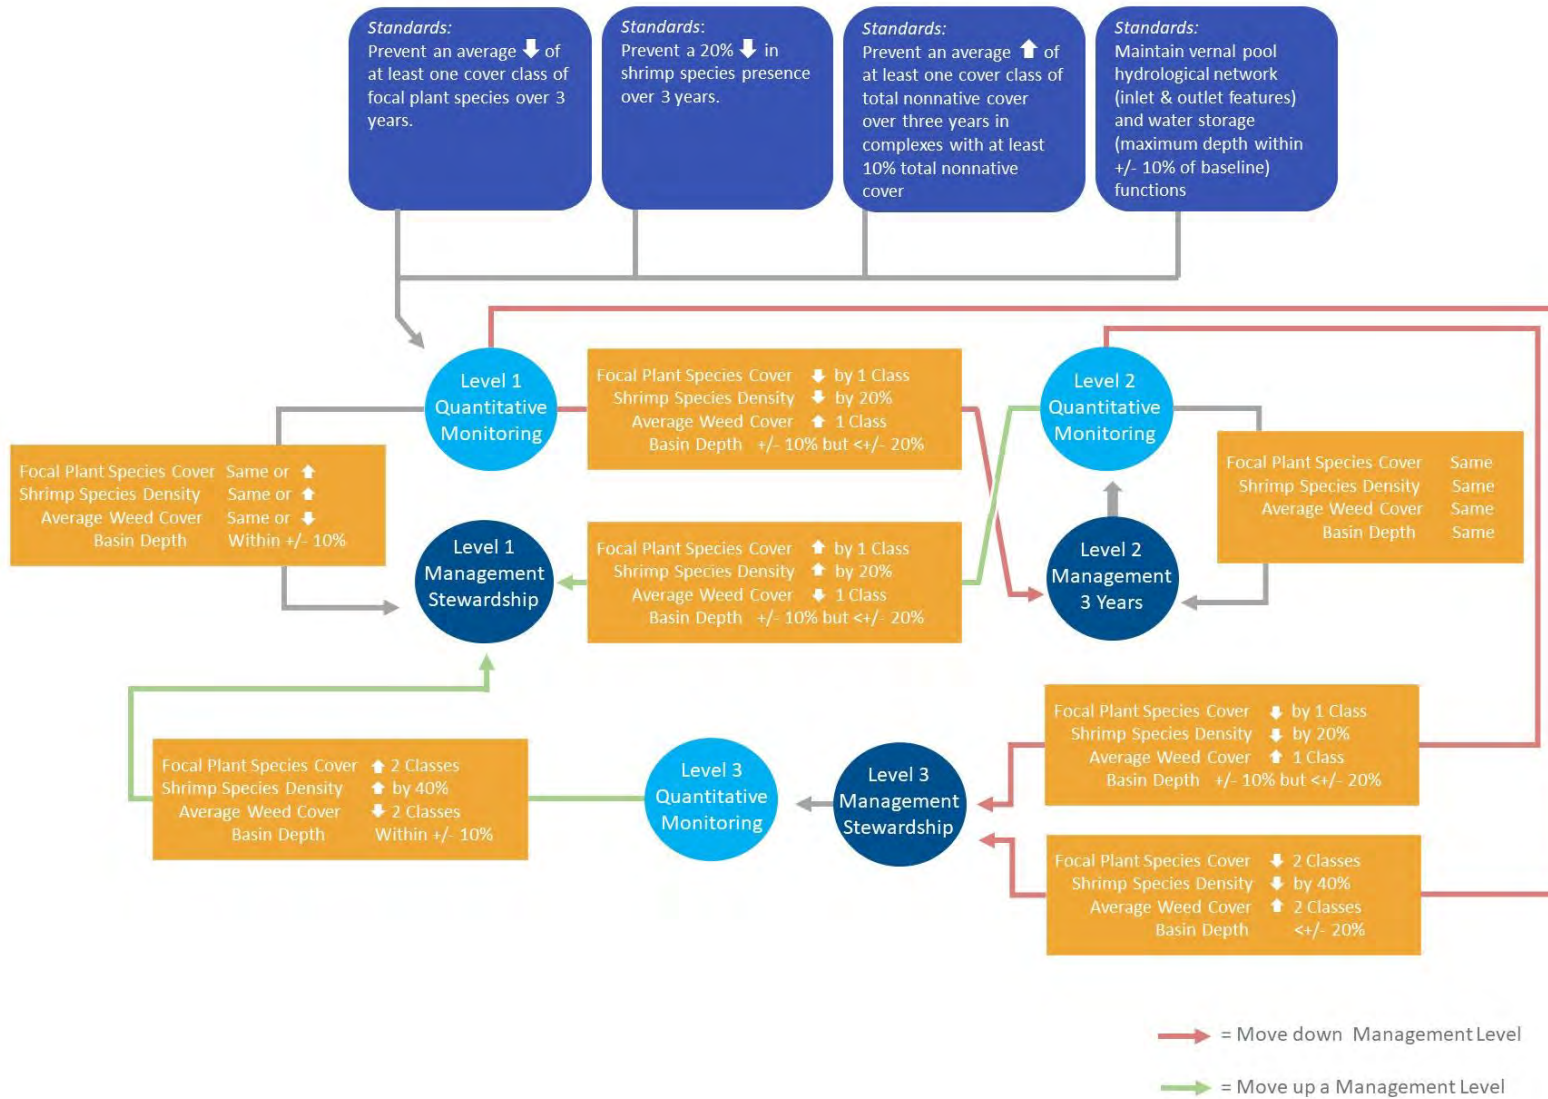 Standards:
Prevent an average ⬇ of
at least one cover class of
focal plant species over 3
years.
Standards:
Prevent a 20% ⬇ in
shrimp species presence
over 3 years.
Standards:
Prevent an average ⬆ of
at least one cover class of
total nonnative cover
over three years in
complexes with at least
10% total nonnative
cover
Standards:
Maintain vernal pool
hydrological network
(inlet & outlet features)
and water storage
(maximum depth within
+/- 10% of baseline)
functions
Level 1
Quantitative
Monitoring
Focal Plant Species Cover ⬇ by 1 Class
Shrimp Species Density ⬇ by 20%
Average Weed Cover ⬆ 1 Class
Basin Depth +/- 10% but <+/- 20%
Level 2
Quantitative
Monitoring
Focal Plant Species Cover Same or ⬆
Shrimp Species Density Same or ⬆
Average Weed Cover Same or ⬇
Basin Depth Within +/- 10%
Focal Plant Species Cover Same
Shrimp Species Density Same
Average Weed Cover Same
Basin Depth Same
Level 1
Management
Stewardship
Focal Plant Species Cover ⬆ by 1 Class
Shrimp Species Density ⬆ by 20%
Average Weed Cover ⬇ 1 Class
Basin Depth +/- 10% but <+/- 20%
Level 2
Management
3 Years
Focal Plant Species Cover ⬇ by 1 Class
Shrimp Species Density ⬇ by 20%
Average Weed Cover ⬆ 1 Class
Basin Depth +/- 10% but <+/- 20%
Focal Plant Species Cover ⬆ 2 Classes
Shrimp Species Density ⬆ by 40%
Average Weed Cover ⬇ 2 Classes
Basin Depth Within +/- 10%
Level 3
Quantitative
Monitoring
Level 3
Management
Stewardship
Focal Plant Species Cover ⬇ 2 Classes
Shrimp Species Density ⬇ by 40%
Average Weed Cover ⬆ 2 Classes
Basin Depth <+/- 20%
= Move down Management Level
= Move up a Management Level